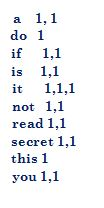 a 1, 1
do 1
if 1,1
is 1,1
it 1,1,1
not 1,1
read 1,1
secret 1,1
this 1
you 1,1